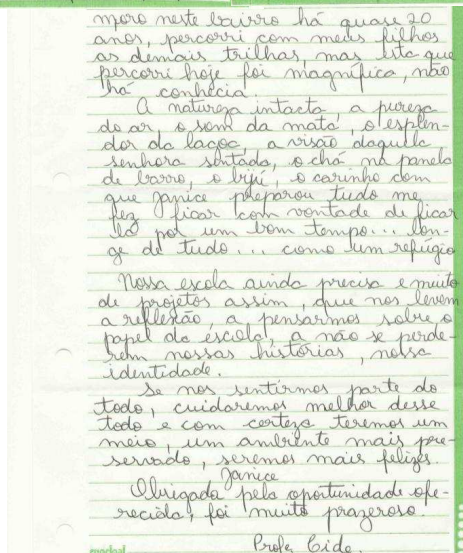 moro neste bairro há quase 20
anos, percorri com meus filhos
as demais trilhas, mas esta que
percorri hoje foi magnífica, não
há conhecia.
A natureza intacta, a pureza
do ar o som da mata, o esplen-
dor da lagoa, a visão daquela
senhora sentada, o chá na panela
de barro, o bijú, o carinho com
que Janice preparou tudo me
fez ficar com vontade de ficar
lá por um bom tempo... lon-
ge de tudo... como um refúgio
Nossa escola ainda precisa e muito
de projetos assim, que nos levem
a reflexão, a pensarmos sobre o
papel da escola, a não se perde-
rem nossas histórias, nossa
identidade.
Se nos sentirmos parte do
todo, cuidaremos melhor desse
todo e com certeza teremos um
meio, um ambiente mais pre-
servado, seremos mais felizes.
Janice
Obrigada pela oportunidade ofe-
recida, foi muito prazeroso.
Profa Cide.